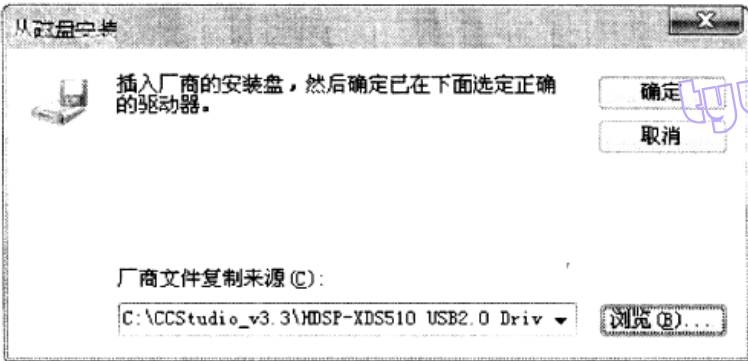 从磁盘安装
插入厂商的安装盘，然后确定已在下面选定正确
的驱动器。
确定
取消
厂商文件复制来源(C):
C:\CCStudio_v3.3\HDSP-XDS510 USB2.0 Driv
浏览(B)...